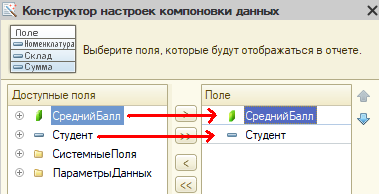 Конструктор настроек компоновки данных
Поле
Номенклатура
Склад
Сумма
Выберите поля, которые будут отображаться в отчете.
Доступные поля
СреднийБалл
Студент
СистемныеПоля
ПараметрыДанных
>
>>
<
<<
Поле
СреднийБалл
Студент